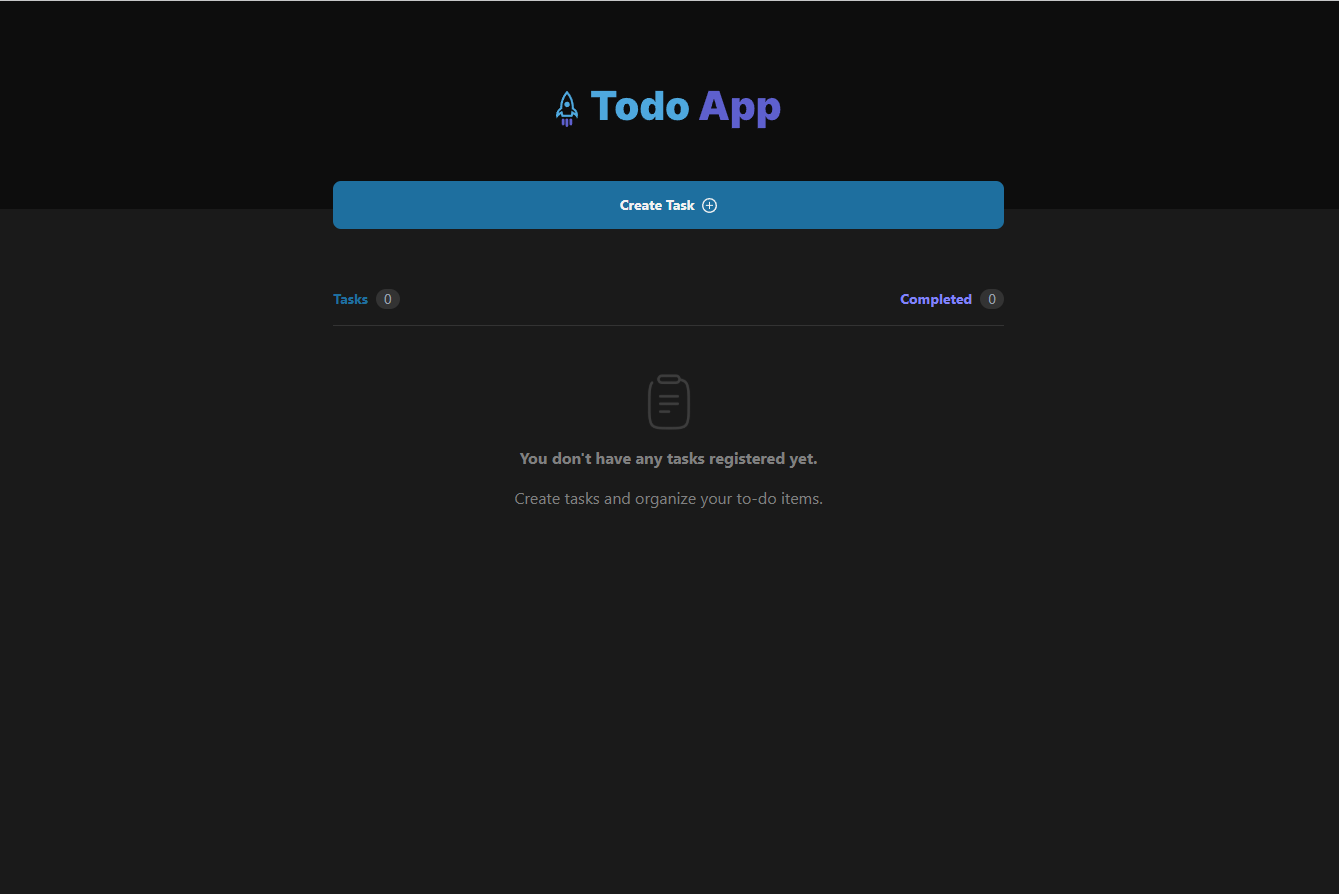 Todo App
Create Task
Tasks 0
Completed 0
You don't have any tasks registered yet.
Create tasks and organize your to-do items.